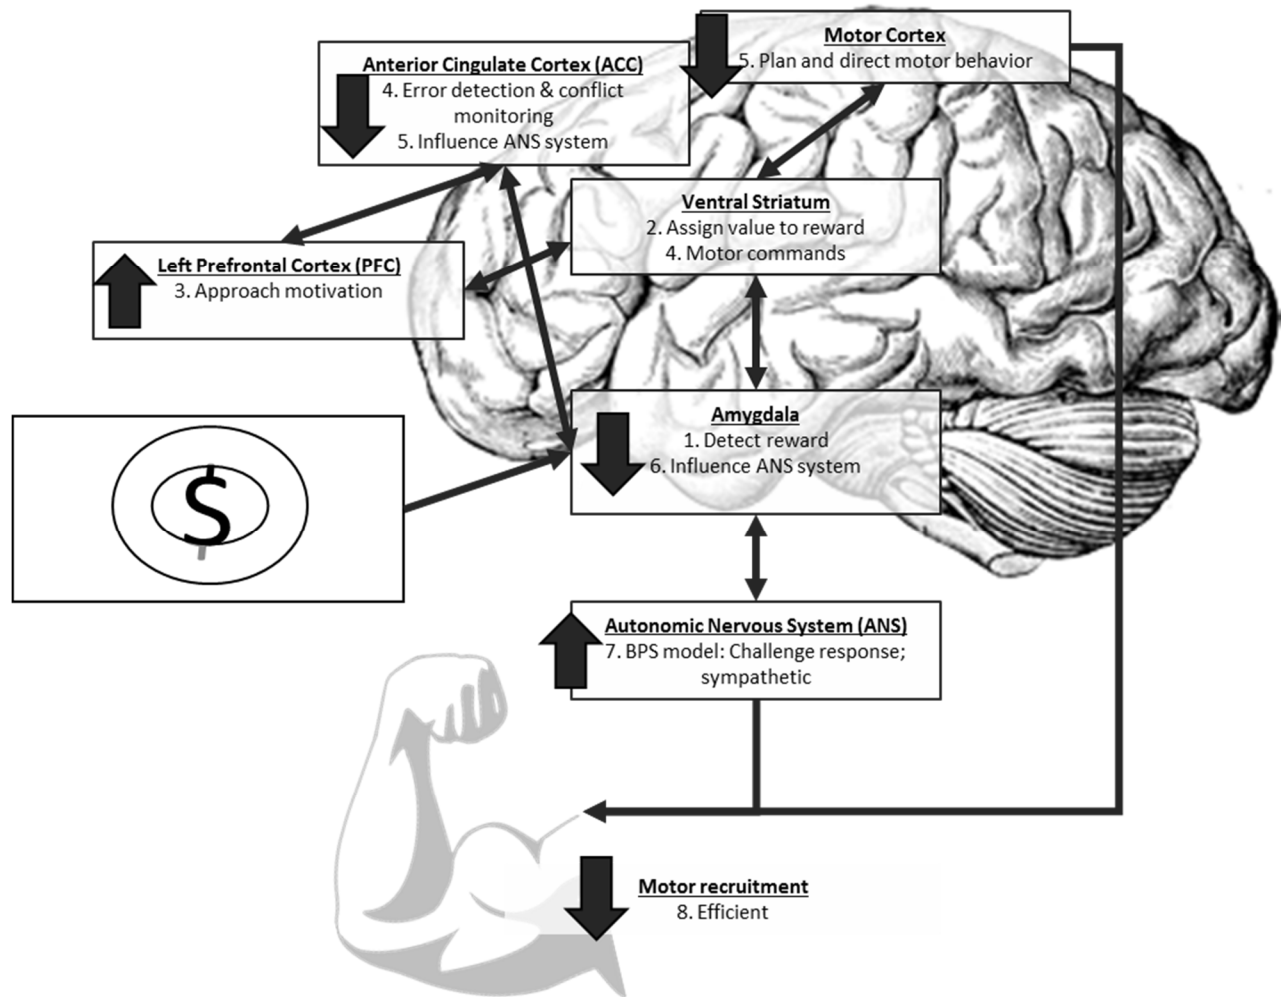 Motor Cortex
5. Plan and direct motor behavior
Anterior Cingulate Cortex (ACC)
4. Error detection & conflict
monitoring
5. Influence ANS system
Ventral Striatum
2. Assign value to reward
4. Motor commands
Left Prefrontal Cortex (PFC)
3. Approach motivation
Amygdala
1. Detect reward
6. Influence ANS system
$
Autonomic Nervous System (ANS)
7. BPS model: Challenge response;
sympathetic
Motor recruitment
8. Efficient